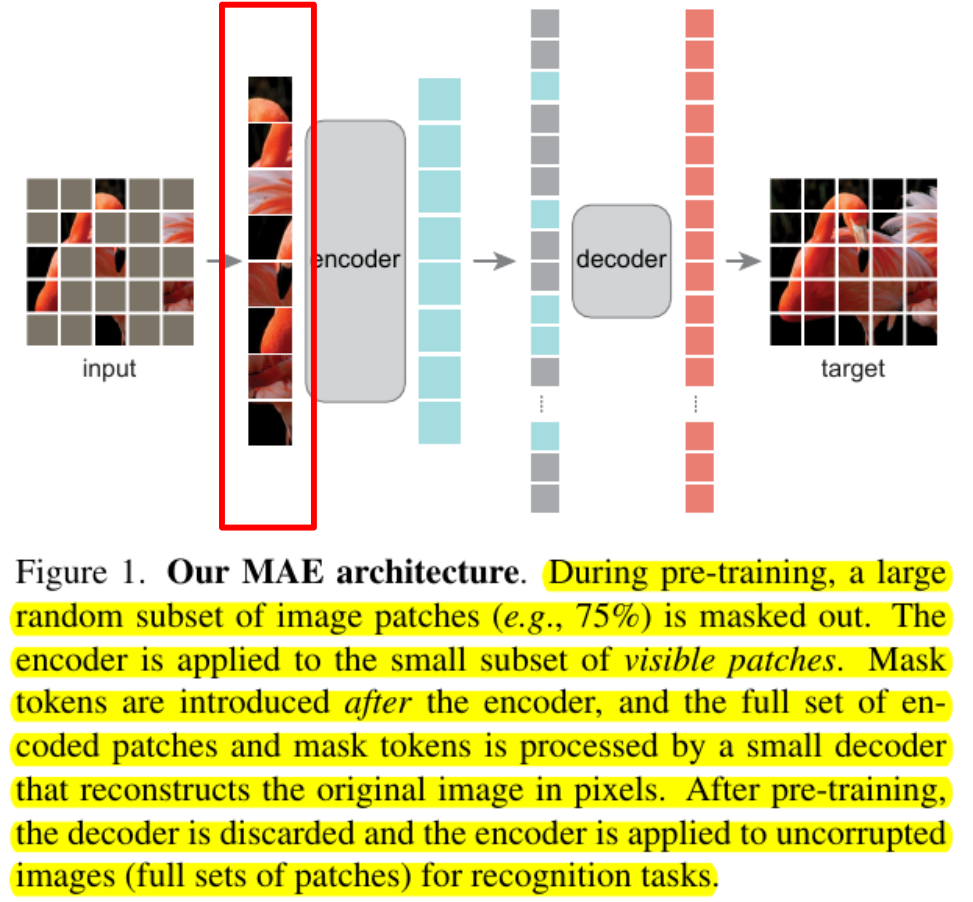 encoder
decoder
input
target
Figure 1. Our MAE architecture. During pre-training, a large
random subset of image patches (e.g., 75%) is masked out. The
encoder is applied to the small subset of visible patches. Mask
tokens are introduced after the encoder, and the full set of en-
coded patches and mask tokens is processed by a small decoder
that reconstructs the original image in pixels. After pre-training,
the decoder is discarded and the encoder is applied to uncorrupted
images (full sets of patches) for recognition tasks.